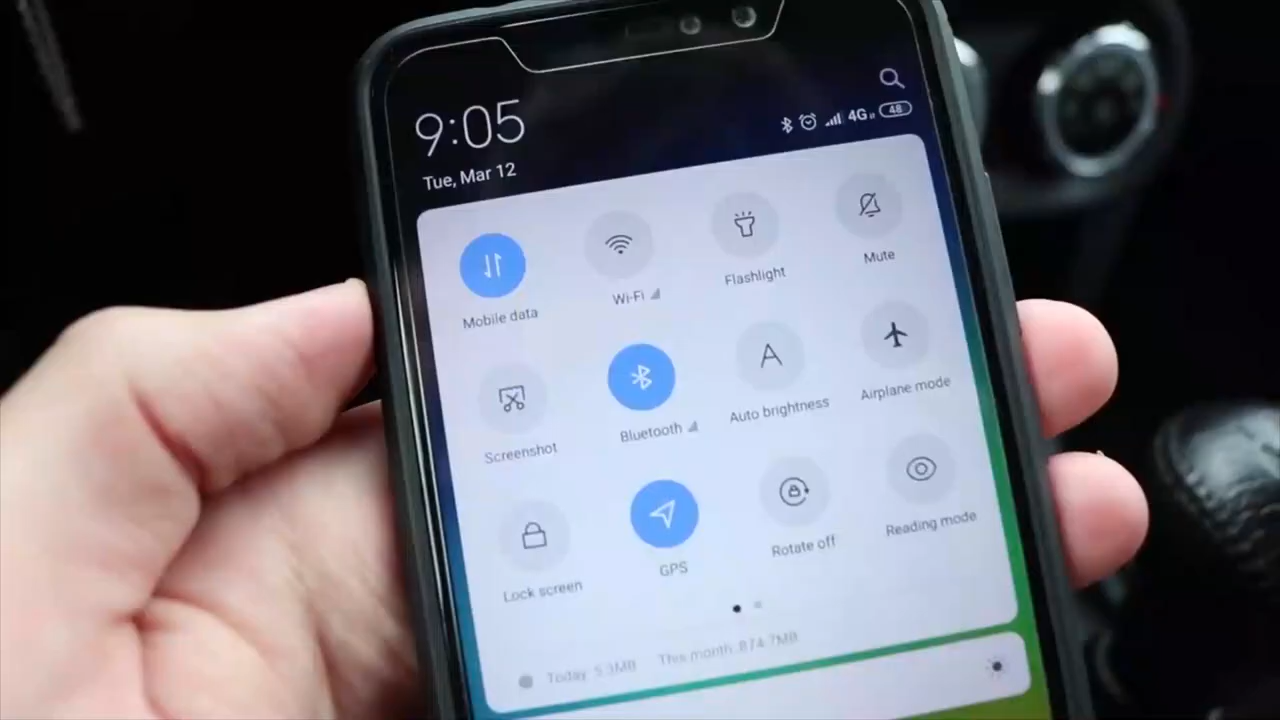 9:05
4G 48
Tue, Mar 12
Mobile data
Wi-Fi
Flashlight
Mute
Screenshot
Bluetooth
Auto brightness
Airplane mode
Lock screen
GPS
Rotate off
Reading mode
Today: 5.3MB This month: 874.7MB